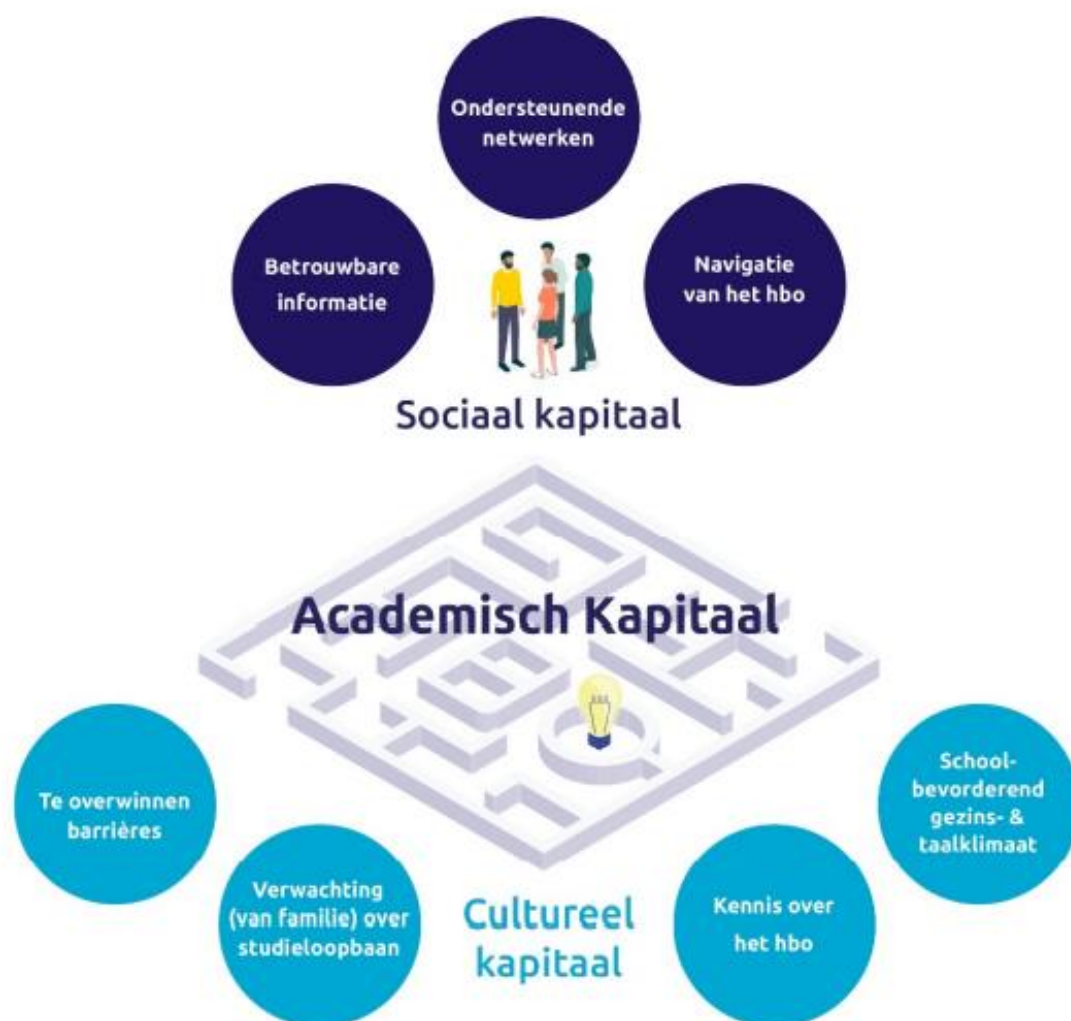 Ondersteunende
netwerken
Betrouwbare
informatie
Navigatie
van het hbo
Sociaal kapitaal
Academisch Kapitaal
Te overwinnen
barrières
Verwachting
(van familie) over
studieloopbaan
Cultureel
kapitaal
Kennis over
het hbo
School-
bevorderend
gezins- &
taalklimaat